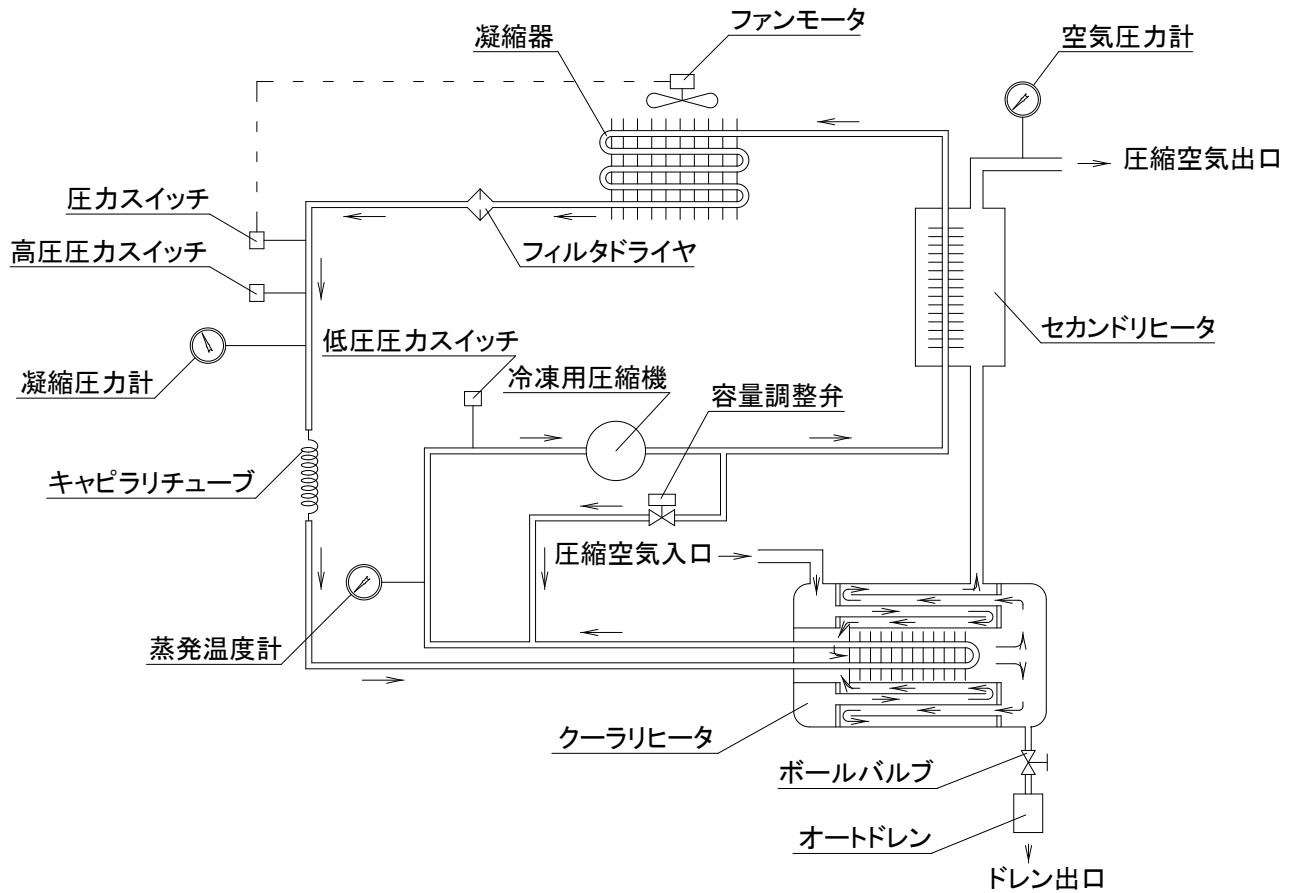 ファンモータ
凝縮器
空気圧力計
圧縮空気出口
圧力スイッチ
高圧圧力スイッチ
フィルタドライヤ
セカンドリヒータ
低圧圧力スイッチ
凝縮圧力計
冷凍用圧縮機
容量調整弁
キャピラリチューブ
圧縮空気入口
蒸発温度計
クーラリヒータ
ボールバルブ
オートドレン
ドレン出口